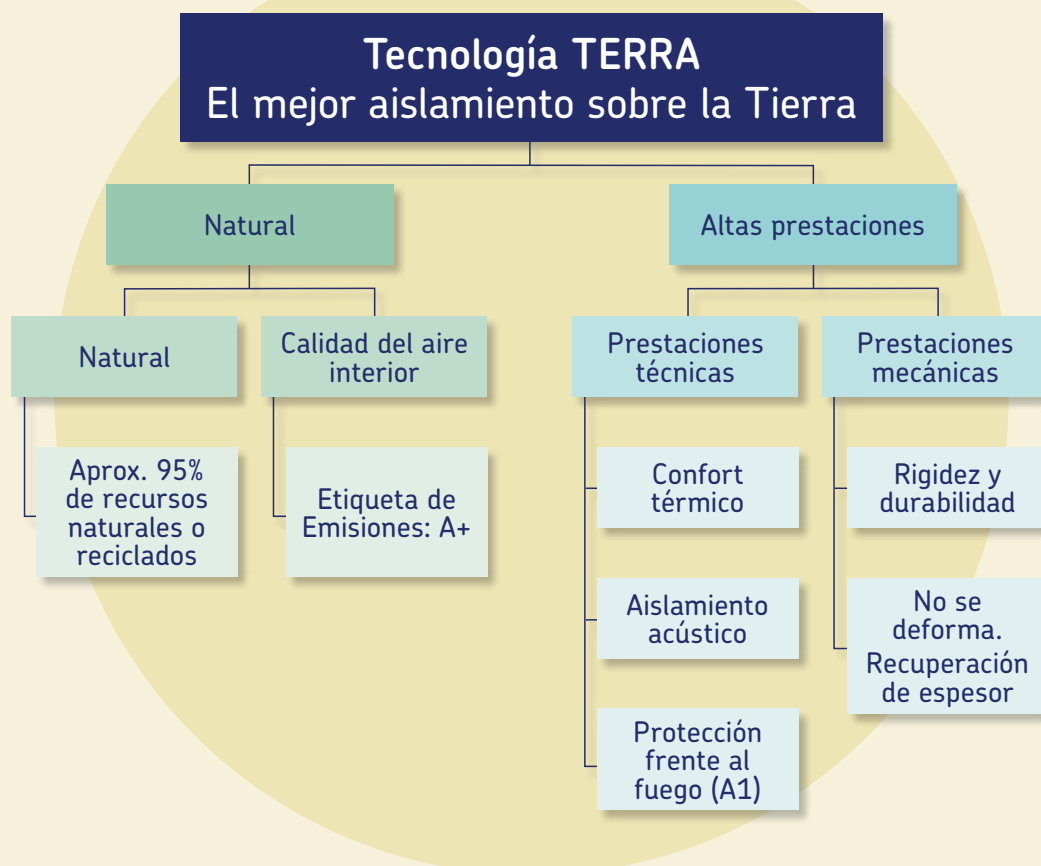 Tecnología TERRA
El mejor aislamiento sobre la Tierra
Natural
Altas prestaciones
Natural
Calidad del aire
interior
Prestaciones
técnicas
Prestaciones
mecánicas
Aprox. 95%
de recursos
naturales o
reciclados
Etiqueta de
Emisiones: A+
Confort
térmico
Rigidez y
durabilidad
Aislamiento
acústico
No se
deforma.
Recuperación
de espesor
Protección
frente al
fuego (A1)